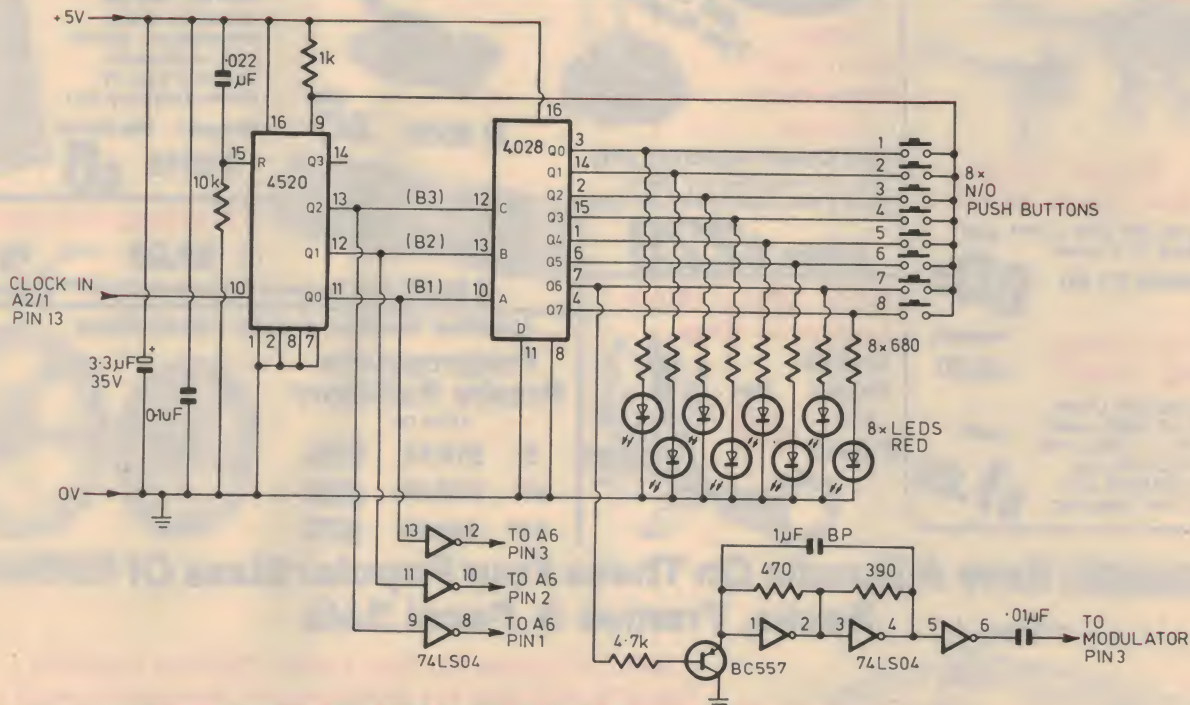 +5V
·022
µF
1k
16
9
16
15
R
Q3
14
4520
10k
Q2
13
(B3)
12
C
Q1
12
(B2)
13
B
CLOCK IN
A2/1
PIN 13
10
Q0
11
(B1)
10
A
1
2
8
7
4028
D
11
8
Q0
3
Q1
14
Q2
2
Q3
15
Q4
1
Q5
6
Q6
7
Q7
4
1
2
3
4
5
6
7
8
8×
N/O
PUSH BUTTONS
8×680
8×LEDS
RED
3·3µF
35V
+
0·1uF
0V
13
12
TO A6
PIN 3
11
10
TO A6
PIN 2
9
8
TO A6
PIN1
74LS04
1µF
BP
470
390
1
2
3
4
5
6
·01µF
TO
MODULATOR
PIN 3
4·7k
BC557
74LS04